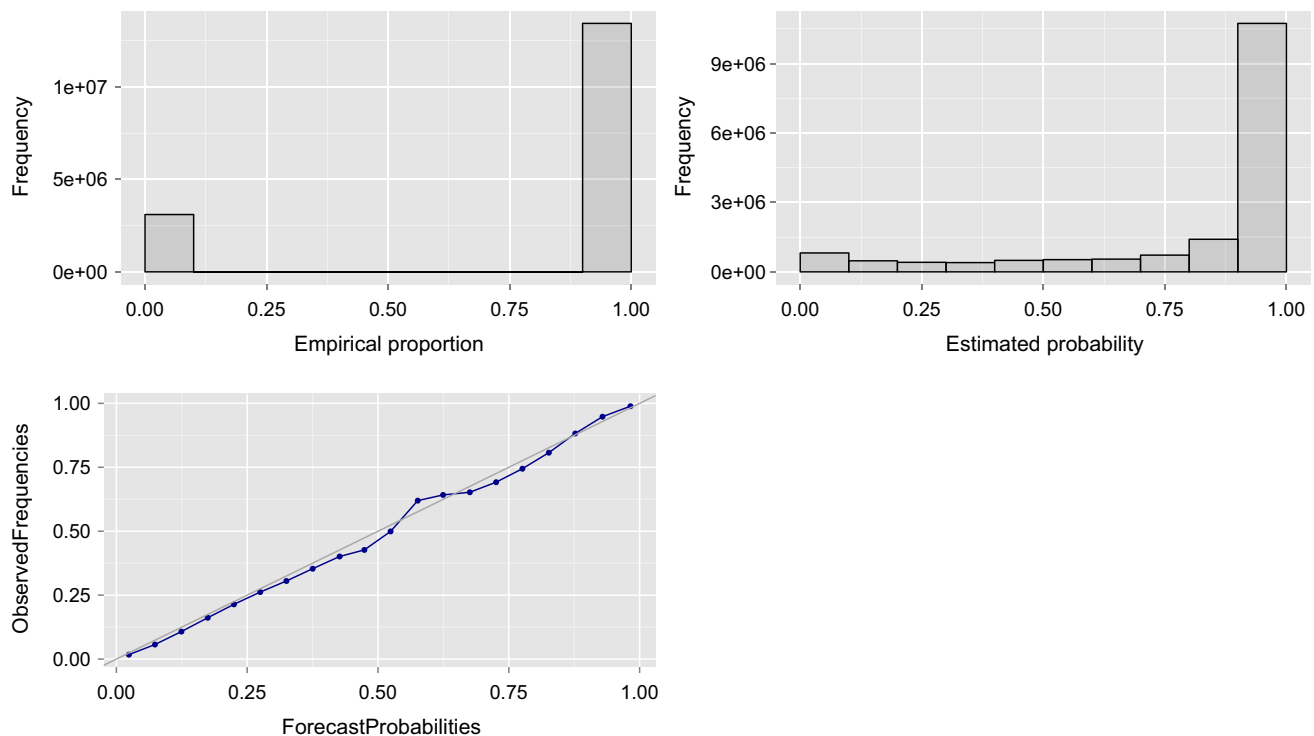 Frequency
1e+07
5e+06
0e+00
0.00 0.25 0.50 0.75 1.00
Empirical proportion
Frequency
9e+06
6e+06
3e+06
0e+00
0.00 0.25 0.50 0.75 1.00
Estimated probability
ObservedFrequencies
1.00
0.75
0.50
0.25
0.00
0.00 0.25 0.50 0.75 1.00
ForecastProbabilities